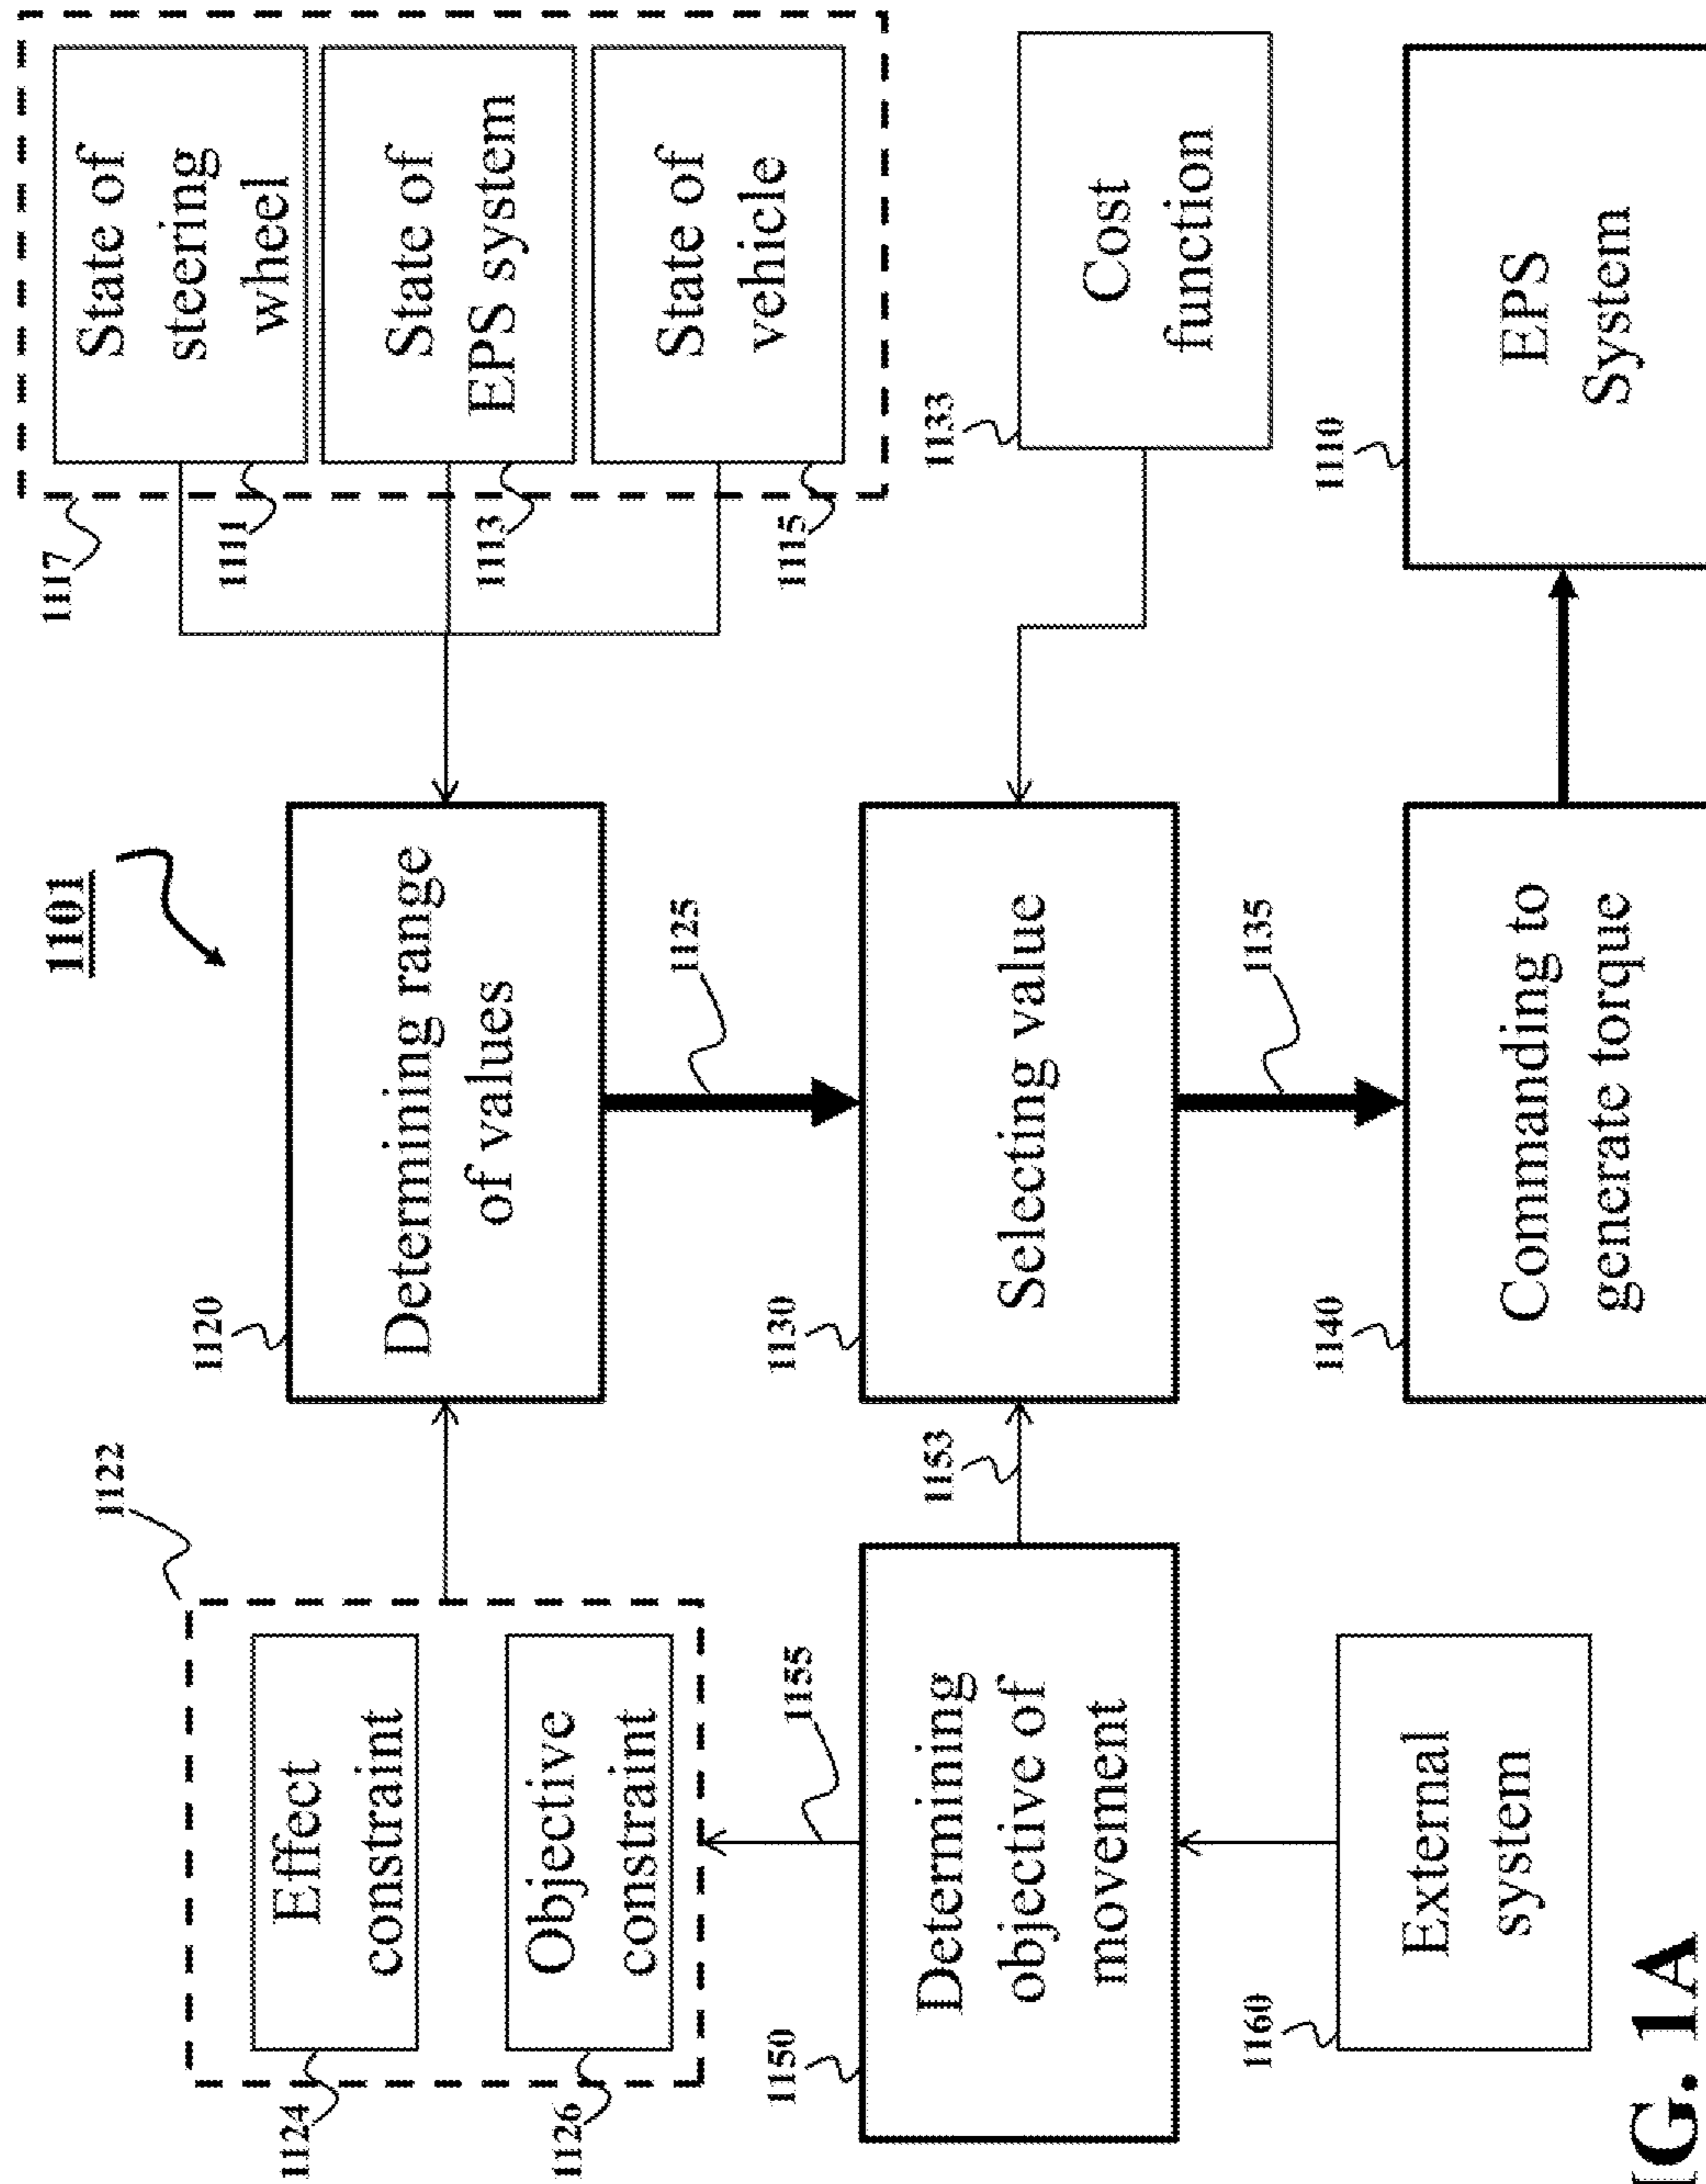 1101
1122
1124
Effect
constraint
1126
Objective
constraint
1120
Determining range
of values
1117
State of
steering
wheel
1111
State of
EPS system
1113
State of
vehicle
1115
1155
1125
1150
Determining
objective of
movement
1153
1130
Selecting value
1133
Cost
function
1135
1160
External
system
1140
Commanding to
generate torque
1110
EPS
System
IG. 1A